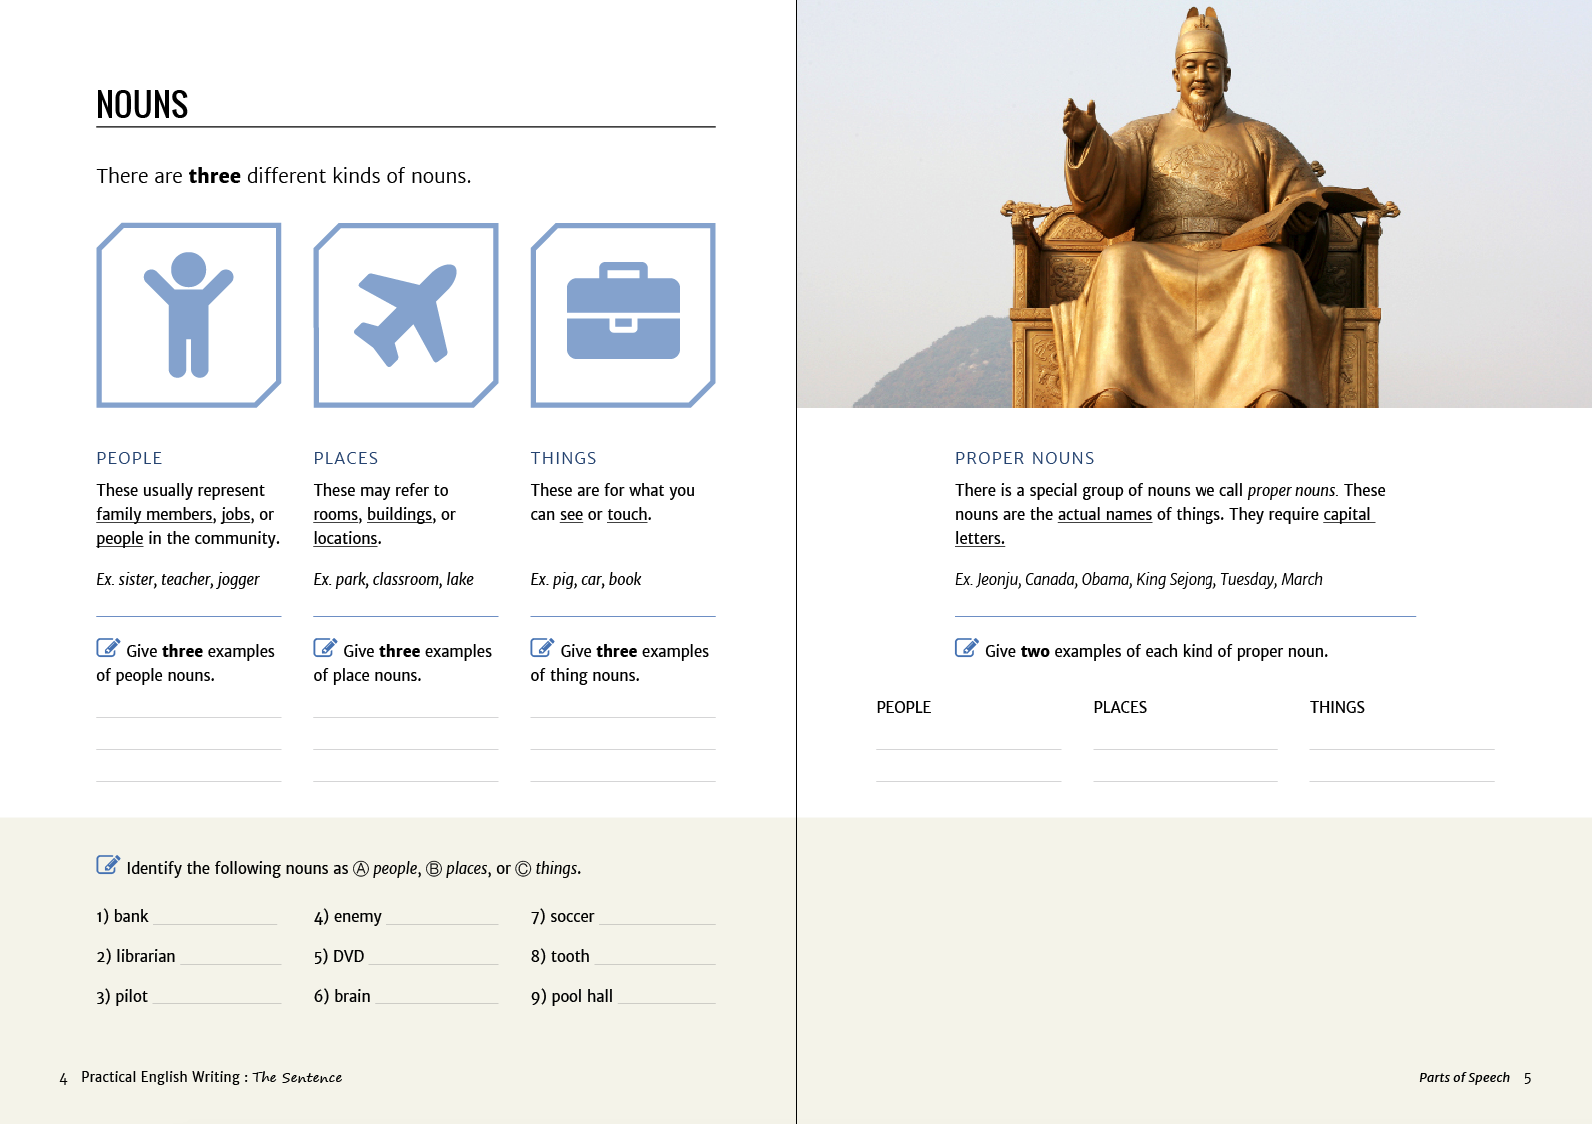 NOUNS
There are three different kinds of nouns.
PEOPLE
These usually represent
family members, jobs, or
people in the community.
Ex. sister, teacher, jogger
Give three examples
of people nouns.
PLACES
These may refer to
rooms, buildings, or
locations.
Ex. park, classroom, lake
Give three examples
of place nouns.
THINGS
These are for what you
can see or touch.
Ex. pig, car, book
Give three examples
of thing nouns.
Identify the following nouns as Ⓐ people, Ⓑ places, or Ⓒ things.
1) bank
2) librarian
3) pilot
4) enemy
5) DVD
6) brain
7) soccer
8) tooth
9) pool hall
4 Practical English Writing : The Sentence
PROPER NOUNS
There is a special group of nouns we call proper nouns. These
nouns are the actual names of things. They require capital
letters.
Ex. Jeonju, Canada, Obama, King Sejong, Tuesday, March
Give two examples of each kind of proper noun.
PEOPLE
PLACES
THINGS
Parts of Speech 5